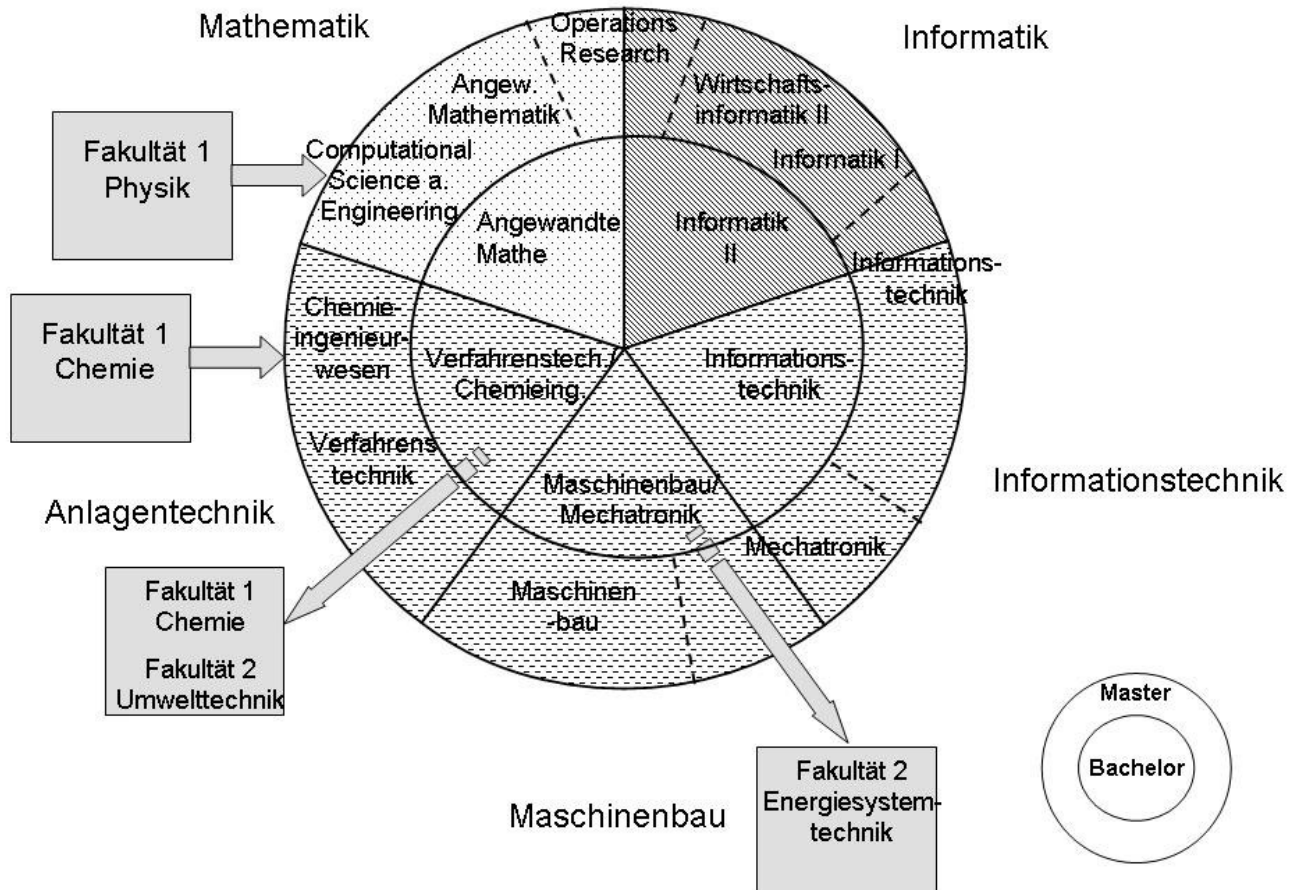 Mathematik
Informatik
Operations
Research
Angew.
Mathematik
Wirtschafts-
informatik II
Fakultät 1
Physik
Computational
Science a.
Engineering
Informatik I
Angewandte
Mathe
Informatik
II
Informations-
technik
Fakultät 1
Chemie
Chemie-
ingenieur-
wesen
Verfahrenstech./
Chemieing.
Informations-
technik
Verfahrens
technik
Maschinenbau/
Mechatronik
Informationstechnik
Anlagentechnik
Mechatronik
Maschinen
-bau
Fakultät 1
Chemie
Fakultät 2
Umwelttechnik
Maschinenbau
Fakultät 2
Energiesystem-
technik
Master
Bachelor